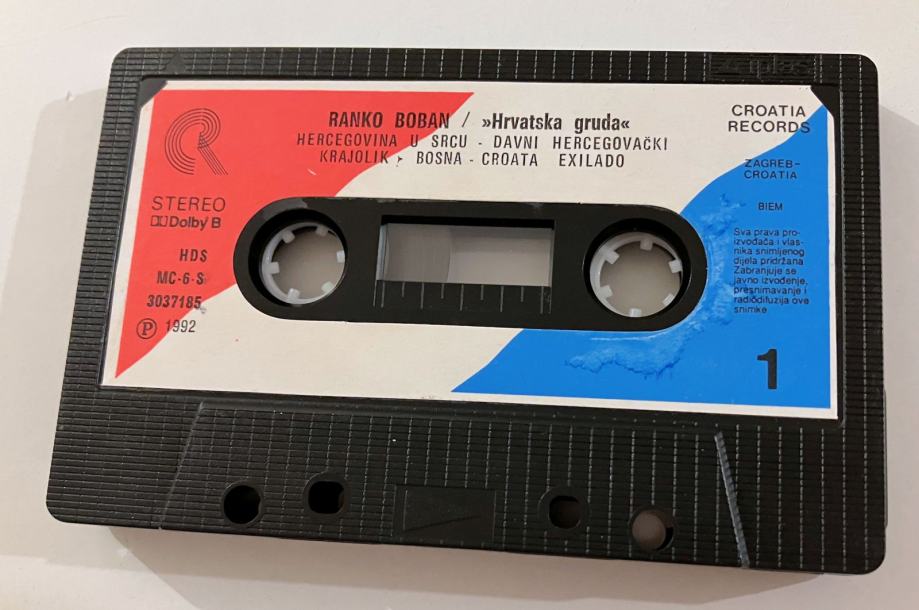 RANKO BOBAN / »Hrvatska gruda«
HERCEGOVINA U SRCU - DAVNI HERCEGOVAČKI
KRAJOLIK - BOSNA - CROATA EXILADO
CROATIA
RECORDS
ZAGREB-
CROATIA
BIEM
Sva prava pro-
izvođača i vlas-
nika snimljenog
dijela pridržana
Zabranjuje se
javno izvođenje,
presnimavanje i
radiodifuzija ove
snimke
1
STEREO
Dolby B
HDS
MC-6-S
3037185
Ⓟ 1992